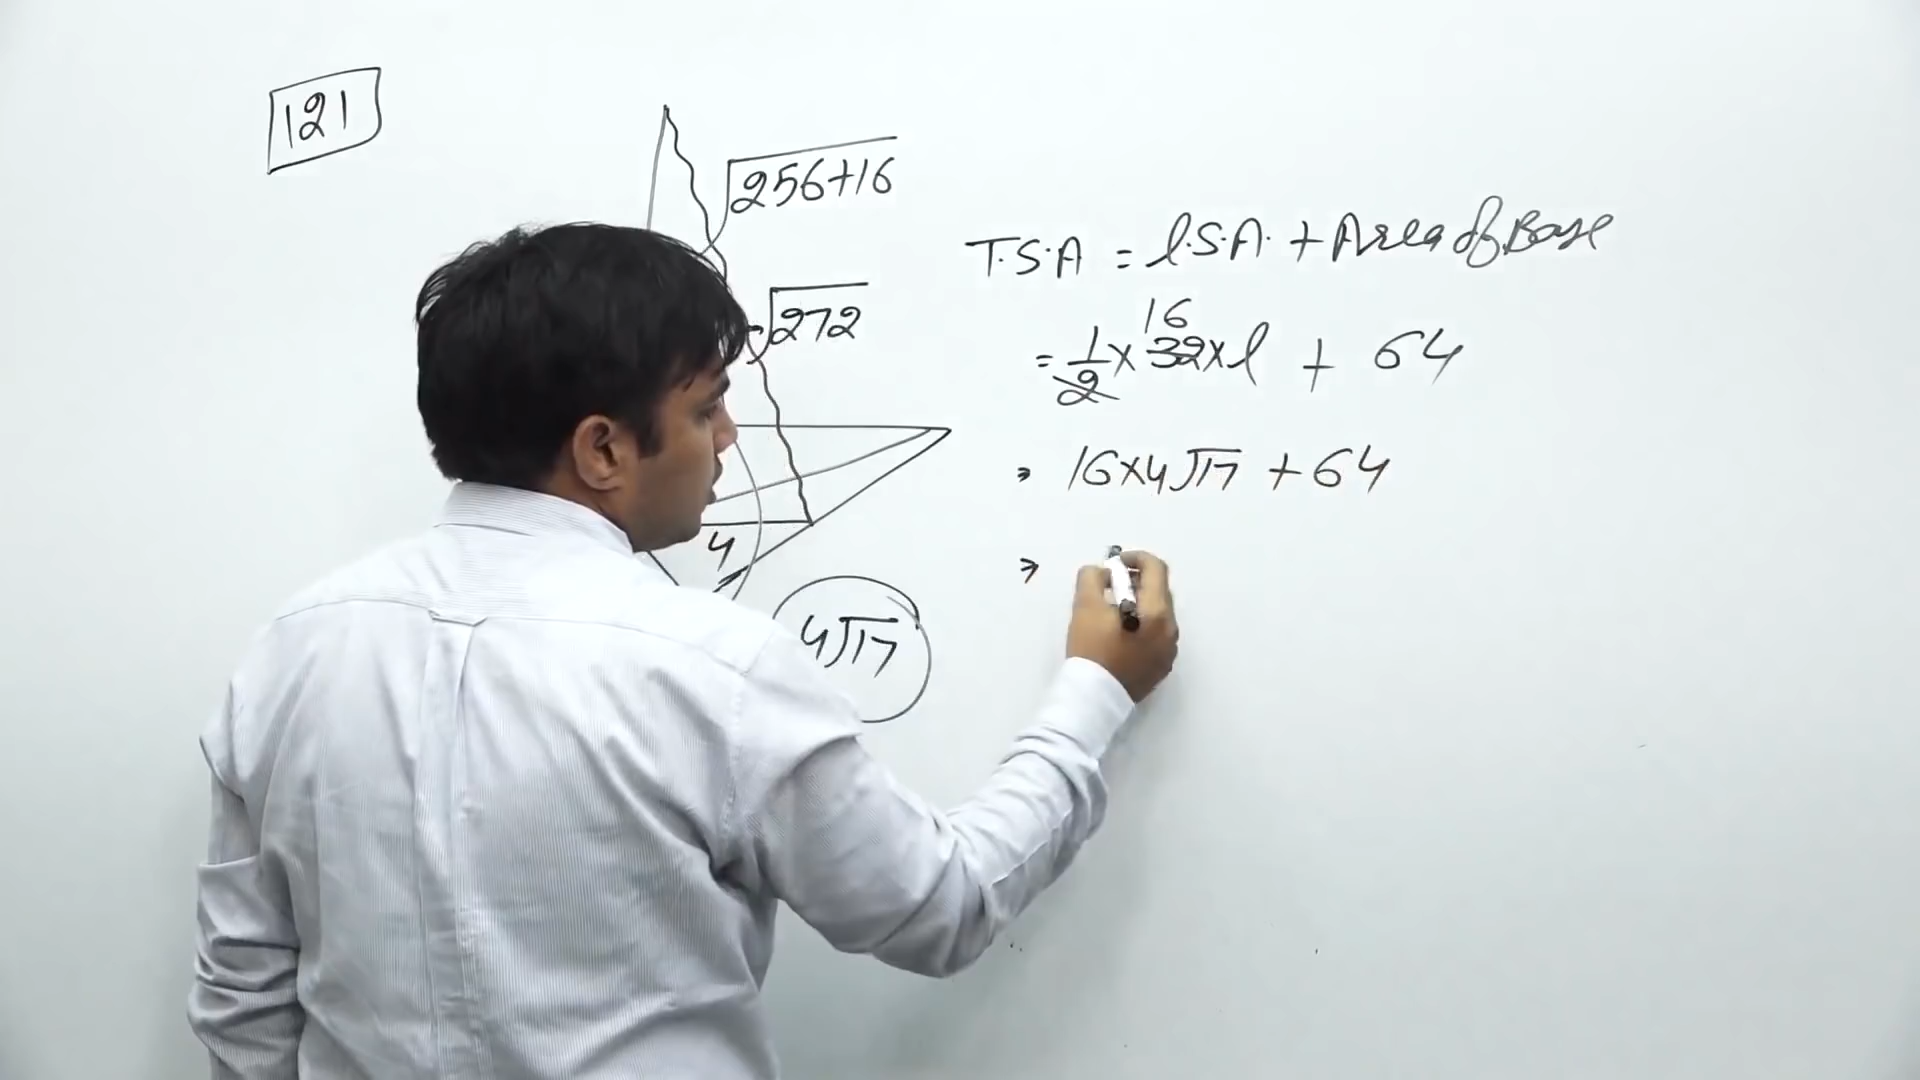 121
√256+16
√272
4
4√17
T.S.A = l.S.A. + Area of Base
16
= 1/2 × 32 × l + 64
⇒ 16×4√17 + 64
⇒